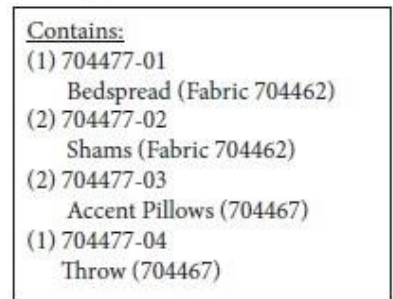 Contains:
(1) 704477-01
Bedspread (Fabric 704462)
(2) 704477-02
Shams (Fabric 704462)
(2) 704477-03
Accent Pillows (704467)
(1) 704477-04
Throw (704467)